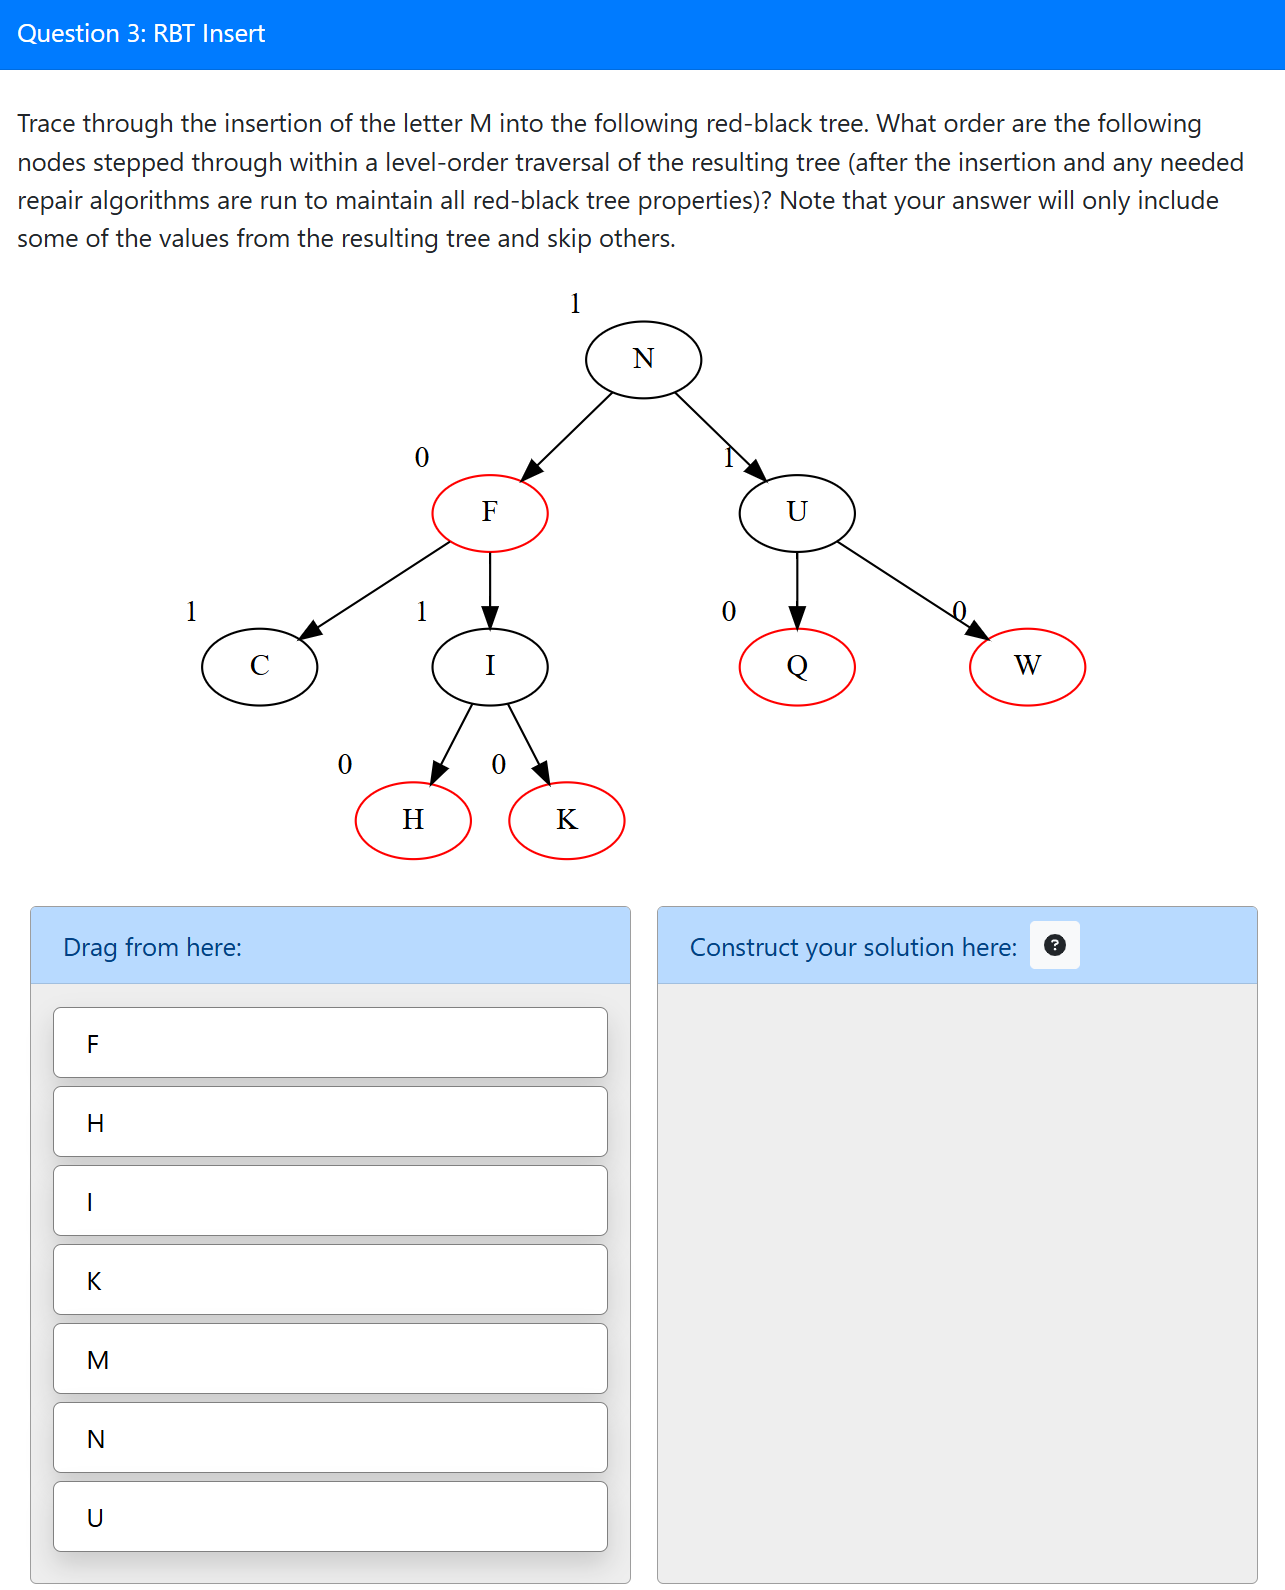 Question 3: RBT Insert
Trace through the insertion of the letter M into the following red-black tree. What order are the following
nodes stepped through within a level-order traversal of the resulting tree (after the insertion and any needed
repair algorithms are run to maintain all red-black tree properties)? Note that your answer will only include
some of the values from the resulting tree and skip others.
1
N
0
1
F
U
1
1
0
0
C
I
Q
W
0
0
H
K
Drag from here:
Construct your solution here: ?
F
H
I
K
M
N
U